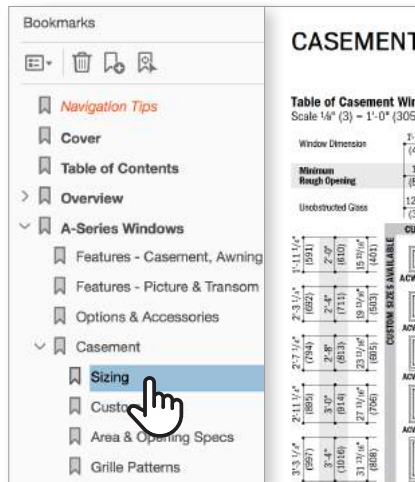 Bookmarks
Navigation Tips
Cover
Table of Contents
Overview
A-Series Windows
Features - Casement, Awning
Features - Picture & Transom
Options & Accessories
Casement
Sizing
Custo
Area & Opening Specs
Grille Patterns
CASEMENT
Table of Casement Win
Scale 1/8" (3) = 1'-0" (305
Window Dimension
Minimum
Rough Opening
Unobstructed Glass
CUSTOM SIZES AVAILABLE
1'-11 1/4"
(591)
2'-0"
(610)
15 13/16"
(401)
2'-3 1/4"
(692)
2'-4"
(711)
19 13/16"
(503)
2'-7 1/4"
(794)
2'-8"
(813)
23 13/16"
(605)
2'-11 1/4"
(895)
3'-0"
(914)
27 13/16"
(706)
3'-3 1/4"
(997)
3'-4"
(1016)
31 13/16"
(808)